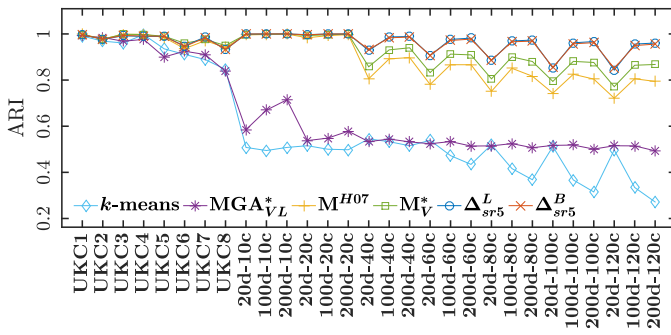 1
0.8
0.6
0.4
0.2
ARI
k-means MGA*VL M^H07 M*V Δ^L sr5 Δ^B sr5
UKC1
UKC2
UKC3
UKC4
UKC5
UKC6
UKC7
UKC8
20d-10c
100d-10c
200d-10c
20d-20c
100d-20c
200d-20c
20d-40c
100d-40c
200d-40c
20d-60c
100d-60c
200d-60c
20d-80c
100d-80c
200d-80c
20d-100c
100d-100c
200d-100c
20d-120c
100d-120c
200d-120c